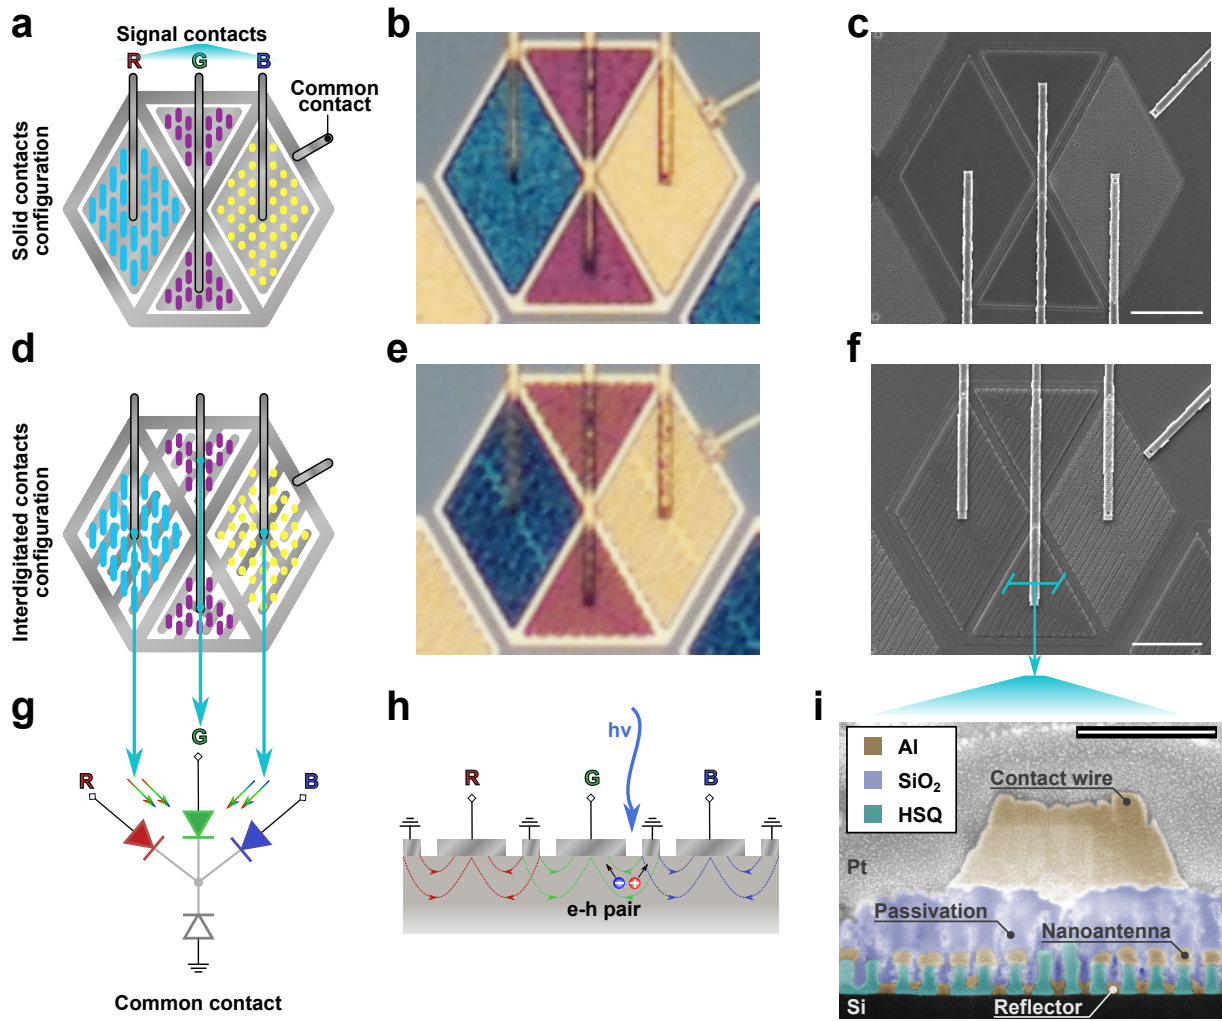 a
Signal contacts
R
G
B
Common
contact
Solid contacts
configuration
b
c
d
Interdigitated contacts
configuration
e
f
g
G
R
B
Common contact
h
hν
R
G
B
e-h pair
i
Al
SiO₂
HSQ
Contact wire
Pt
Passivation
Nanoantenna
Si
Reflector